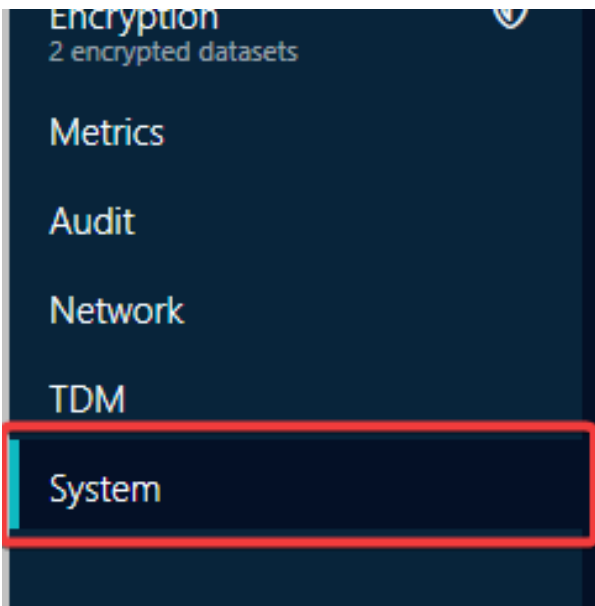 Encryption
2 encrypted datasets
Metrics
Audit
Network
TDM
System